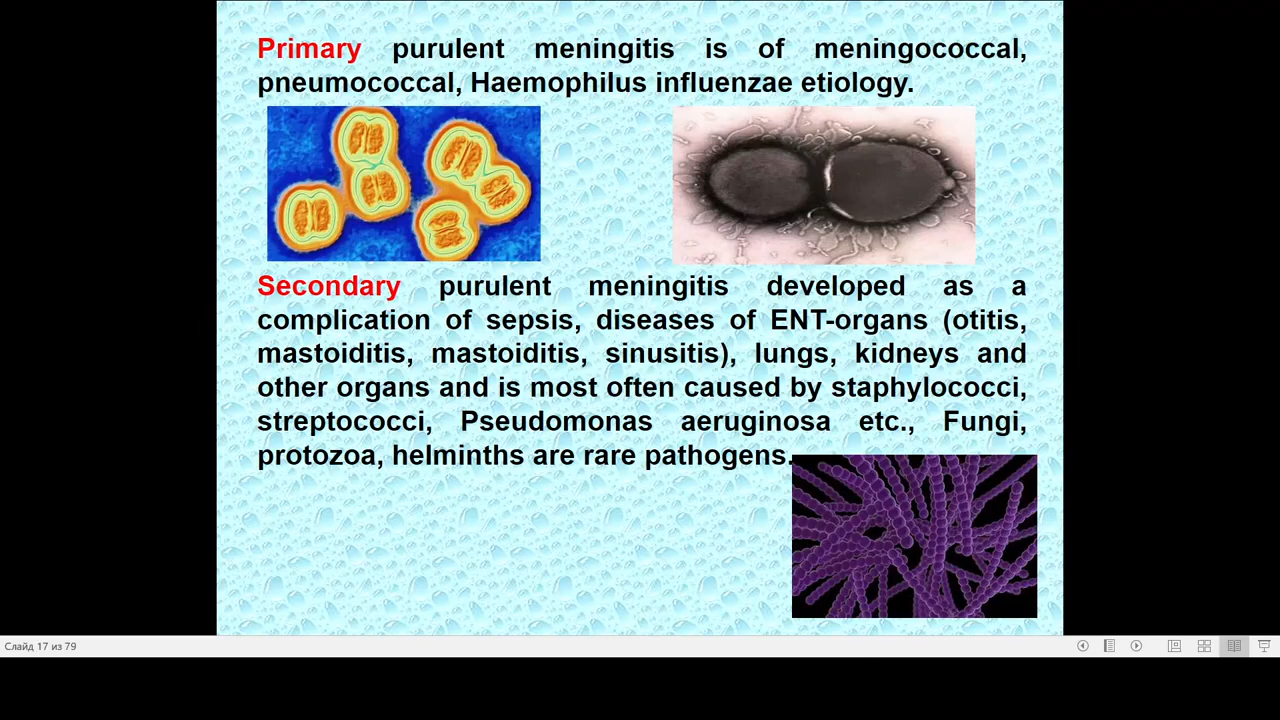 Primary purulent meningitis is of meningococcal,
pneumococcal, Haemophilus influenzae etiology.
Secondary purulent meningitis developed as a
complication of sepsis, diseases of ENT-organs (otitis,
mastoiditis, mastoiditis, sinusitis), lungs, kidneys and
other organs and is most often caused by staphylococci,
streptococci, Pseudomonas aeruginosa etc., Fungi,
protozoa, helminths are rare pathogens.
Слайд 17 из 79